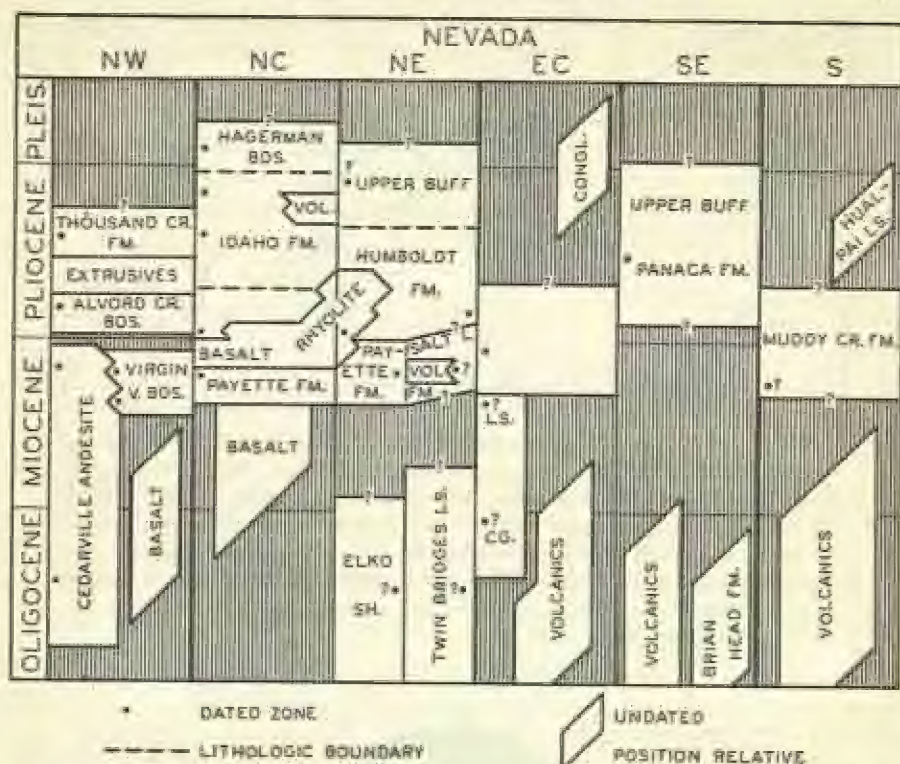 NEVADA
NW NC NE EC SE S
PLEIS.
PLIOCENE
MIOCENE
OLIGOCENE
?
THOUSAND CR.
FM.
EXTRUSIVES
ALVORD CR.
BDS.
CEDARVILLE ANDESITE
VIRGIN
V. BDS.
BASALT
?
HAGERMAN
BDS.
VOL.
IDAHO FM.
RHYOLITE
BASALT
PAYETTE FM.
BASALT
?
?
UPPER BUFF
HUMBOLDT
FM.
?
PAY-
ETTE
FM.
SALT
VOL
?
FM.
?
?
ELKO
?
SH.
?
TWIN BRIDGES LS.
?
CONGL.
?
?
LS.
?
CG.
VOLCANICS
?
UPPER BUFF
PANACA FM.
?
VOLCANICS
BRIAN
HEAD FM.
HUAL-
PAI LS.
?
MUDDY CR. FM.
?
?
VOLCANICS
DATED ZONE
LITHOLOGIC BOUNDARY
UNDATED
POSITION RELATIVE